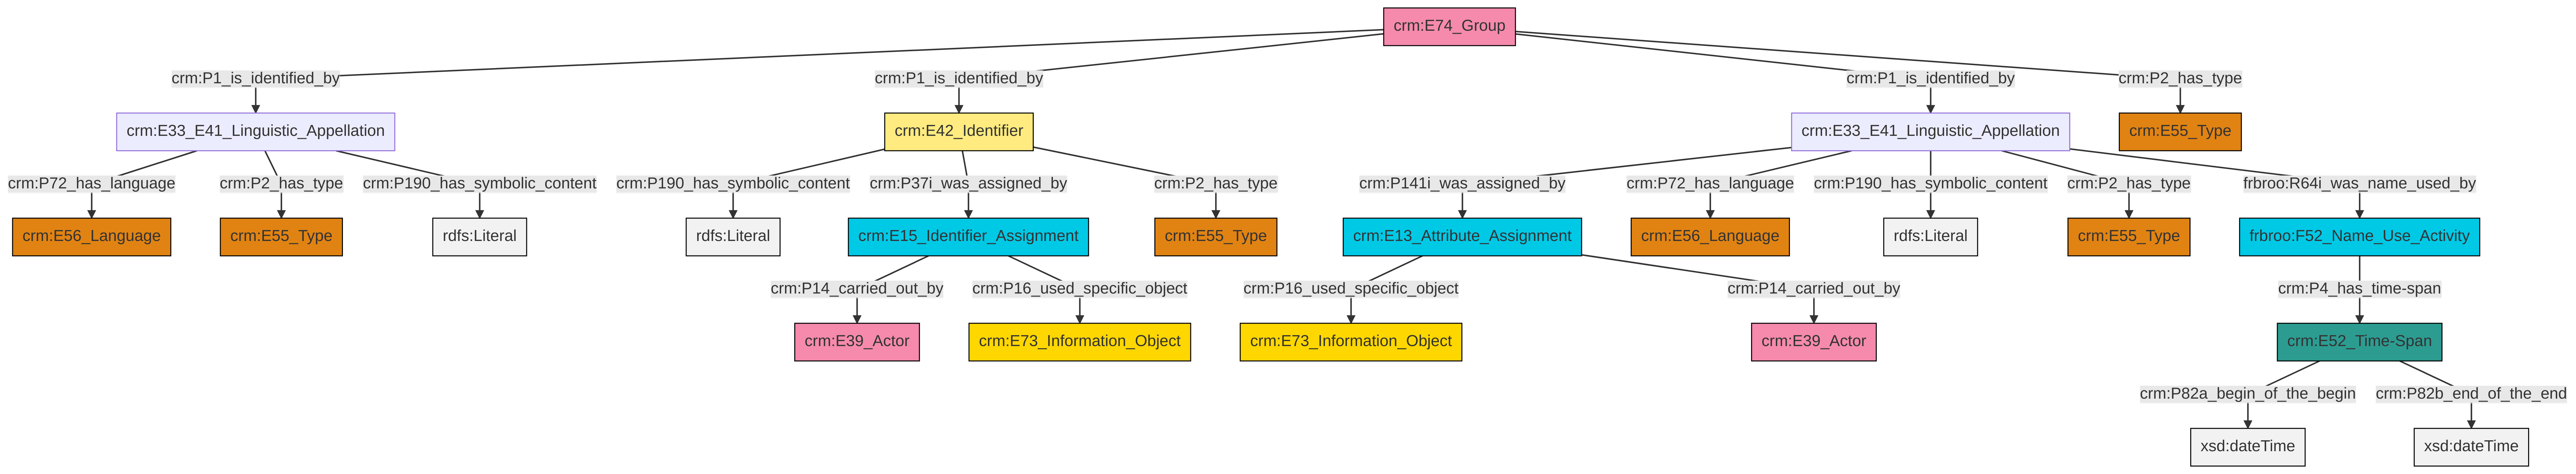 crm:E74_Group
crm:P1_is_identified_by
crm:P1_is_identified_by
crm:P1_is_identified_by
crm:P2_has_type
crm:E33_E41_Linguistic_Appellation
crm:E42_Identifier
crm:E33_E41_Linguistic_Appellation
crm:E55_Type
crm:P72_has_language
crm:P2_has_type
crm:P190_has_symbolic_content
crm:P190_has_symbolic_content
crm:P37i_was_assigned_by
crm:P2_has_type
crm:P141i_was_assigned_by
crm:P72_has_language
crm:P190_has_symbolic_content
crm:P2_has_type
frbroo:R64i_was_name_used_by
crm:E56_Language
crm:E55_Type
rdfs:Literal
rdfs:Literal
crm:E15_Identifier_Assignment
crm:E55_Type
crm:E13_Attribute_Assignment
crm:E56_Language
rdfs:Literal
crm:E55_Type
frbroo:F52_Name_Use_Activity
crm:P14_carried_out_by
crm:P16_used_specific_object
crm:P16_used_specific_object
crm:P14_carried_out_by
crm:P4_has_time-span
crm:E39_Actor
crm:E73_Information_Object
crm:E73_Information_Object
crm:E39_Actor
crm:E52_Time-Span
crm:P82a_begin_of_the_begin
crm:P82b_end_of_the_end
xsd:dateTime
xsd:dateTime